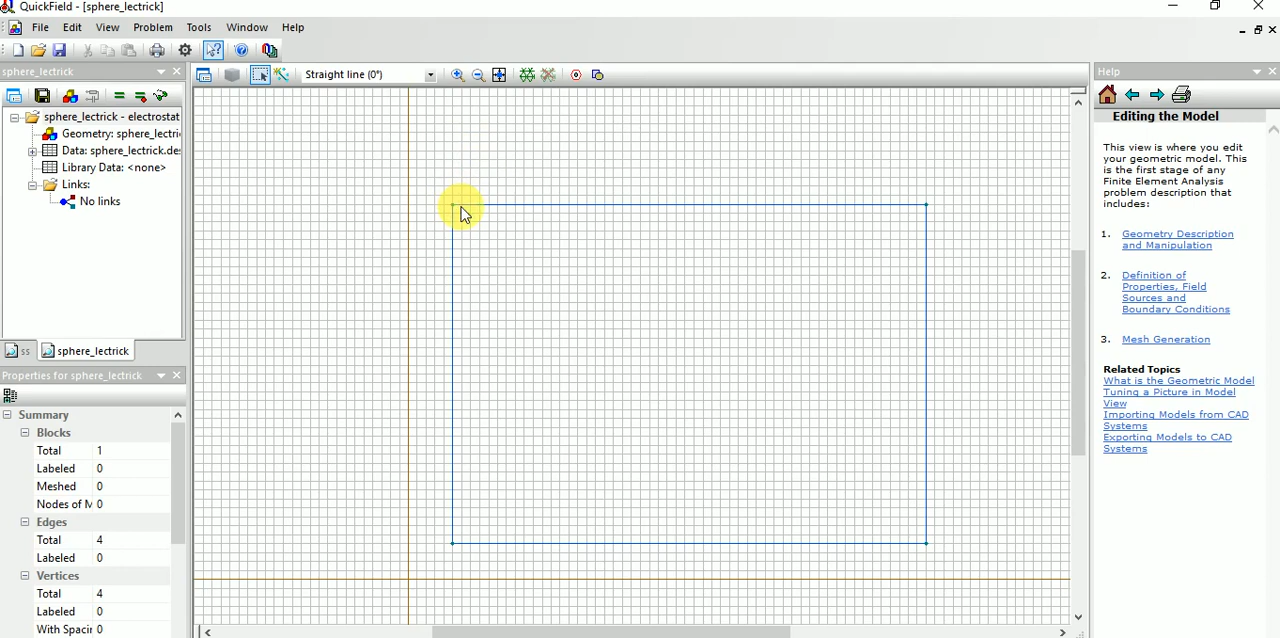 QuickField - [sphere_lectrick]
File Edit View Problem Tools Window Help
sphere_lectrick
Straight line (0°)
Help
sphere_lectrick - electrostat
Geometry: sphere_lectri
Data: sphere_lectrick.de
Library Data: <none>
Links:
No links
ss sphere_lectrick
Properties for sphere_lectrick
Summary
Blocks
Total 1
Labeled 0
Meshed 0
Nodes of M 0
Edges
Total 4
Labeled 0
Vertices
Total 4
Labeled 0
With Spacir 0
Editing the Model
This view is where you edit
your geometric model. This
is the first stage of any
Finite Element Analysis
problem description that
includes:
1. Geometry Description
and Manipulation
2. Definition of
Properties, Field
Sources and
Boundary Conditions
3. Mesh Generation
Related Topics
What is the Geometric Model
Tuning a Picture in Model
View
Importing Models from CAD
Systems
Exporting Models to CAD
Systems